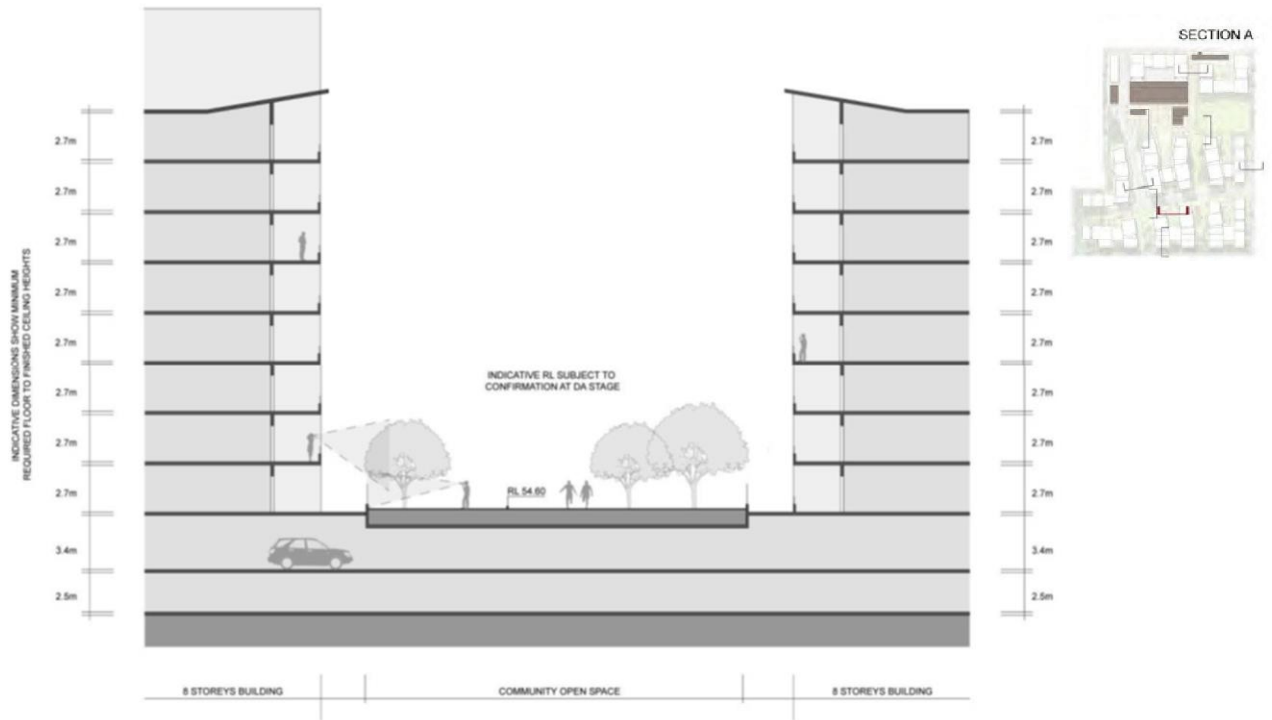 SECTION A
2.7m
2.7m
2.7m
2.7m
2.7m
2.7m
2.7m
2.7m
3.4m
2.5m
INDICATIVE DIMENSIONS SHOW MINIMUM
REQUIRED FLOOR TO FINISHED CEILING HEIGHTS
INDICATIVE RL SUBJECT TO
CONFIRMATION AT DA STAGE
RL 54.60
2.7m
2.7m
2.7m
2.7m
2.7m
2.7m
2.7m
2.7m
3.4m
2.5m
8 STOREYS BUILDING
COMMUNITY OPEN SPACE
8 STOREYS BUILDING